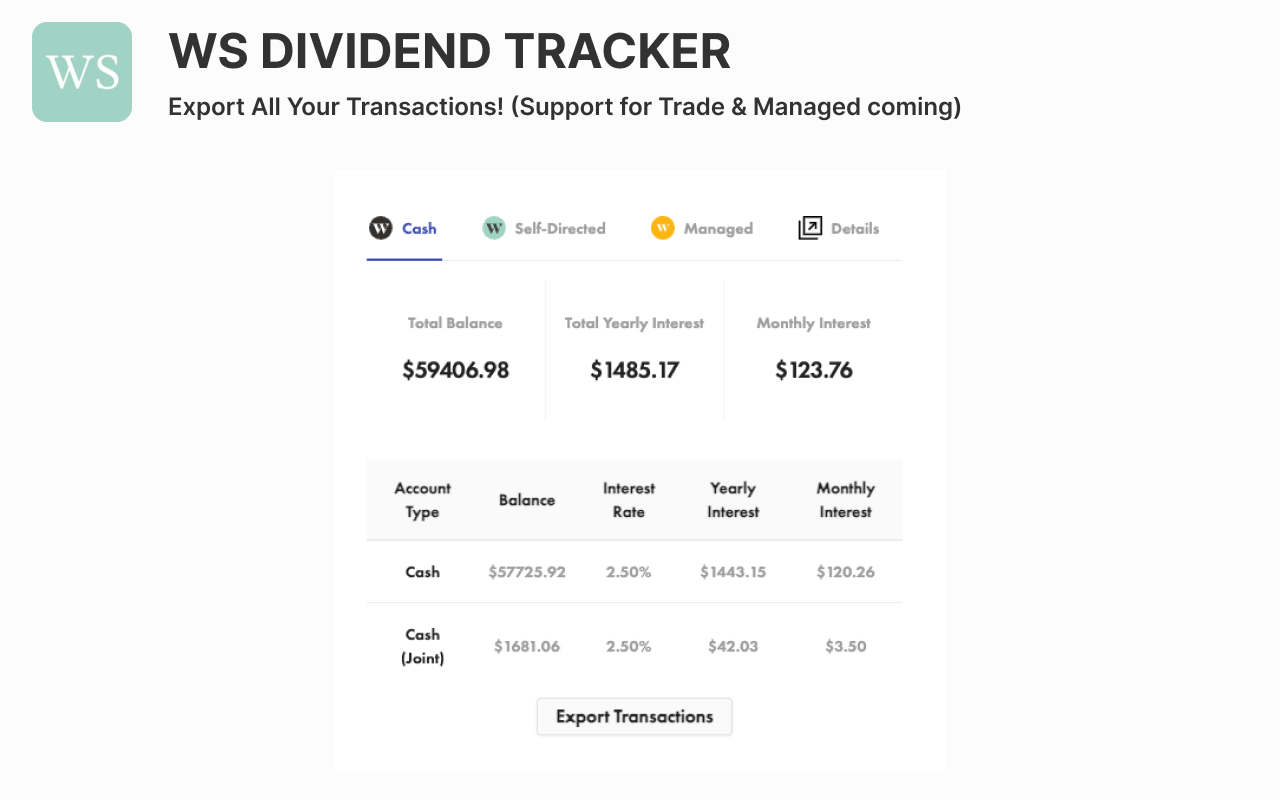 WS
WS DIVIDEND TRACKER
Export All Your Transactions! (Support for Trade & Managed coming)
W Cash W Self-Directed W Managed Details
Total Balance Total Yearly Interest Monthly Interest
$59406.98 $1485.17 $123.76
Account Type Balance Interest Rate Yearly Interest Monthly Interest
Cash $57725.92 2.50% $1443.15 $120.26
Cash (Joint) $1681.06 2.50% $42.03 $3.50
Export Transactions